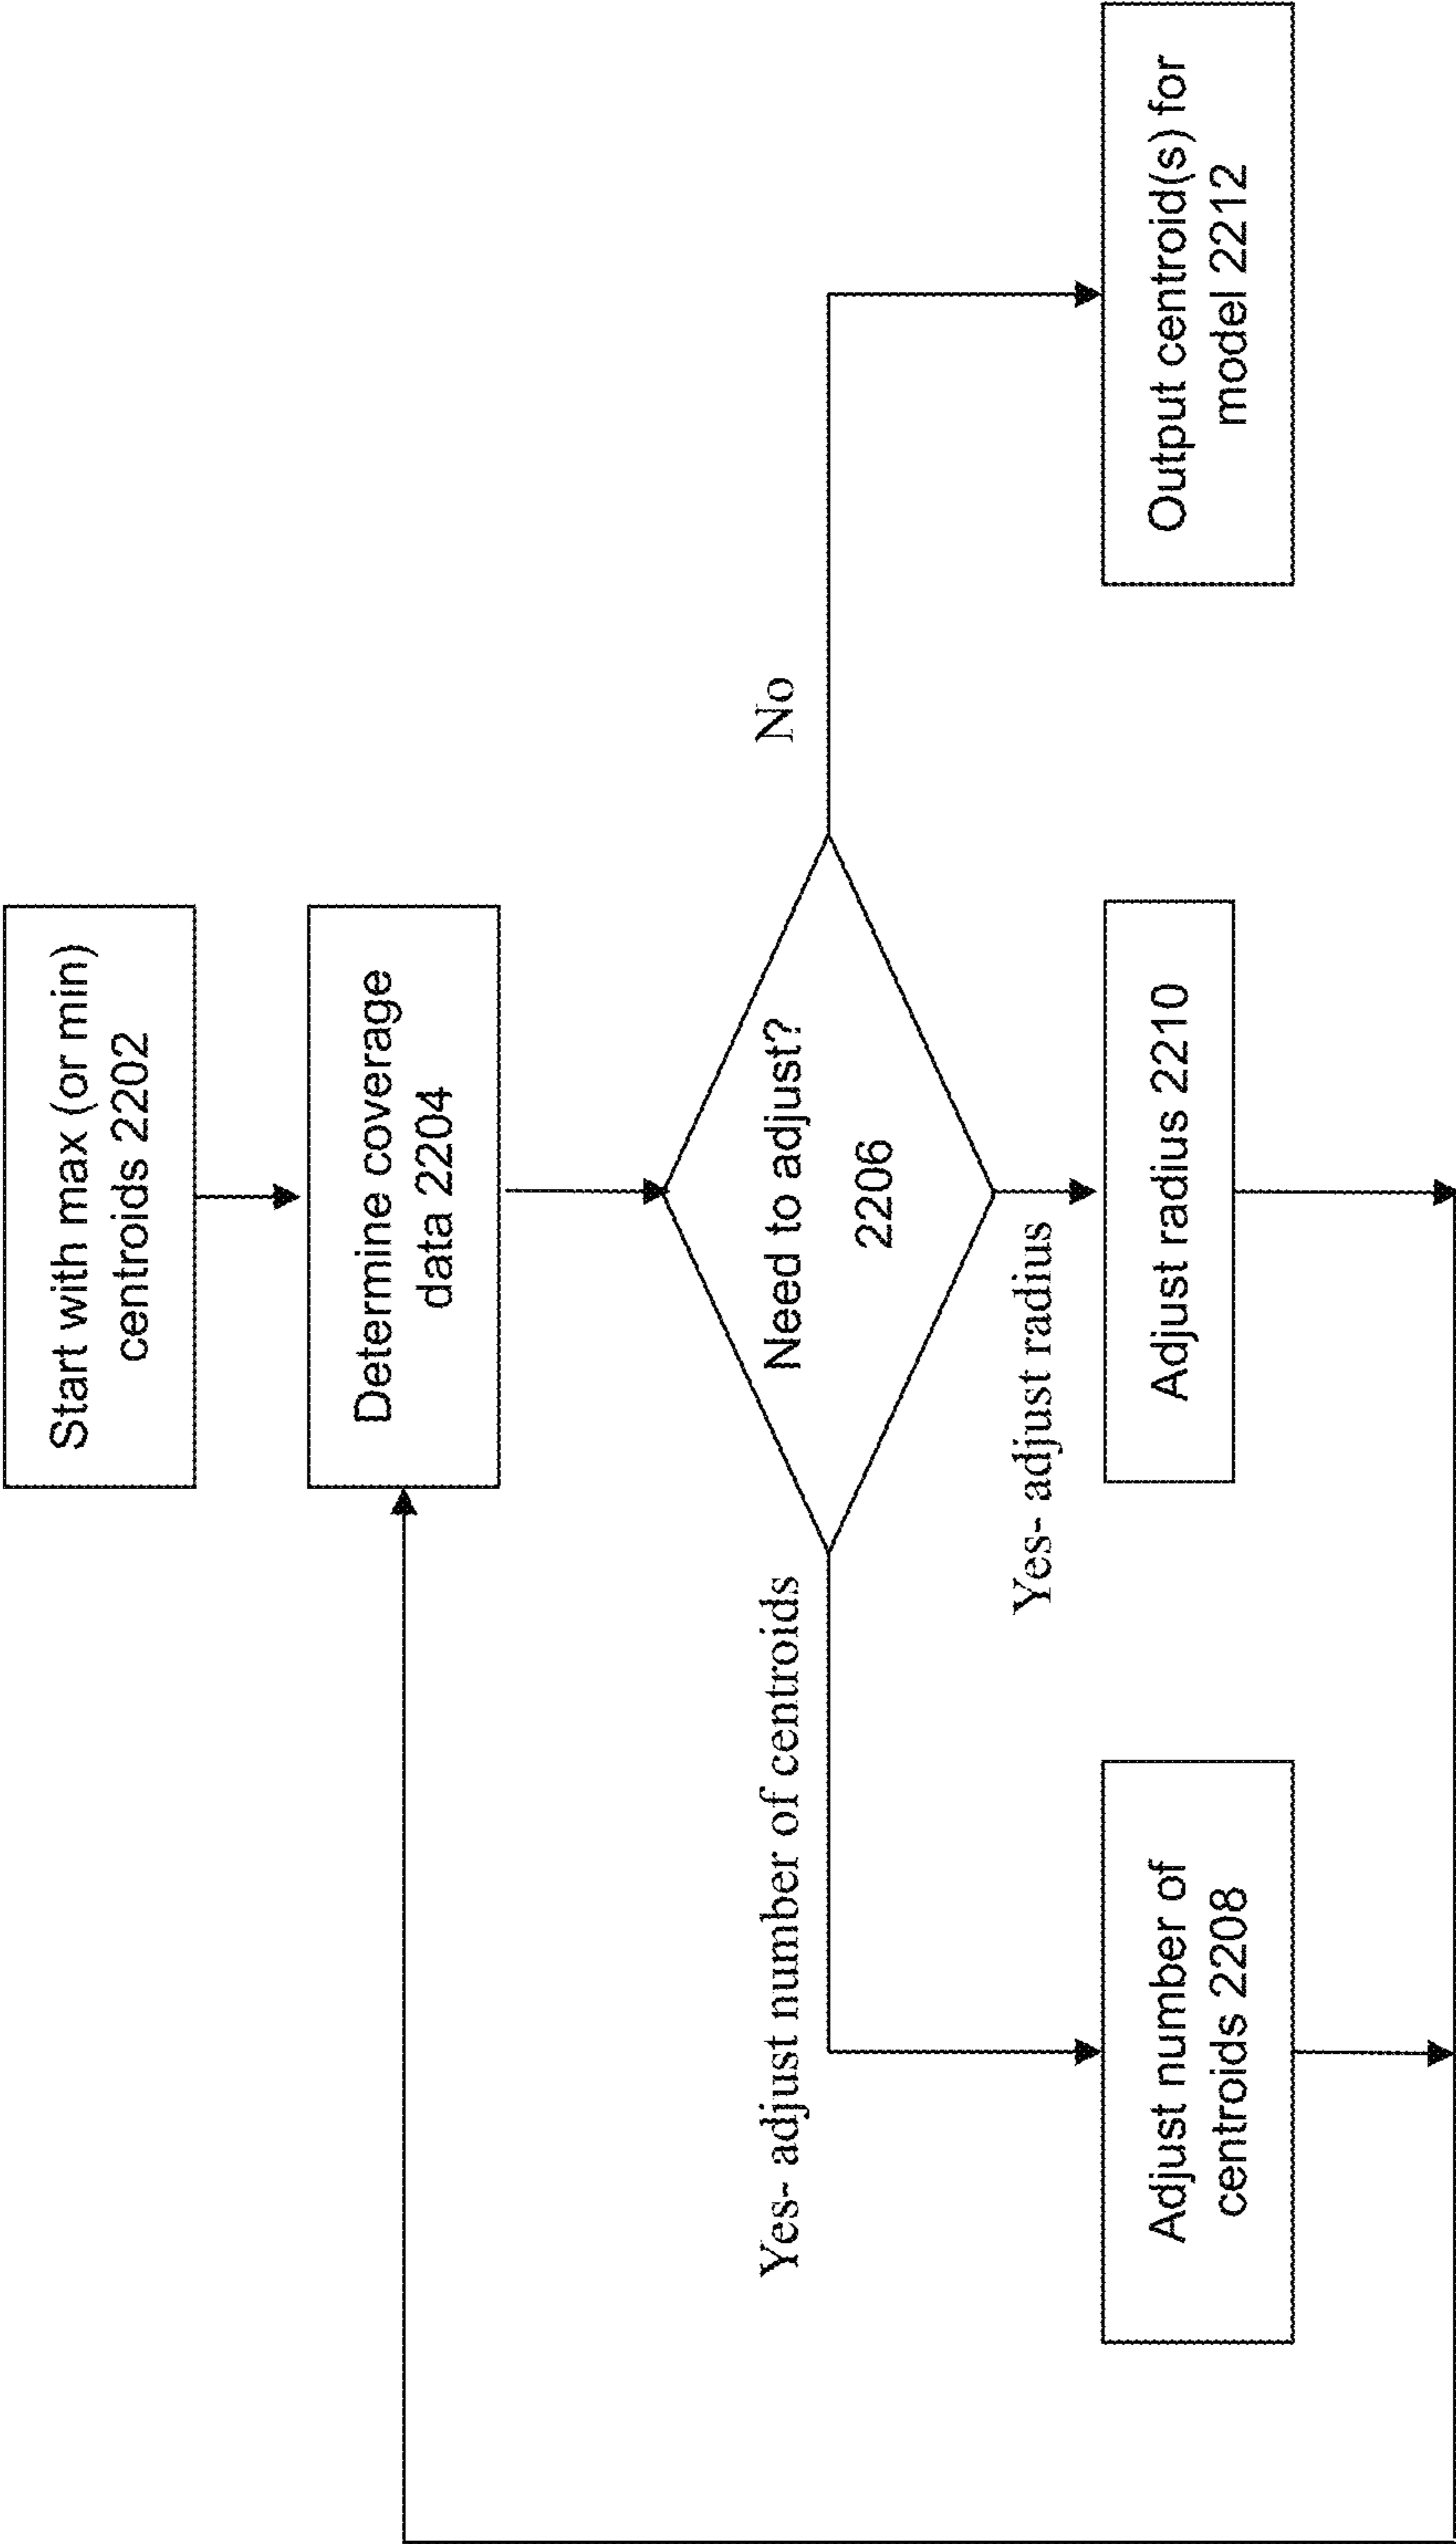 Start with max (or min)
centroids 2202
Determine coverage
data 2204
Need to adjust?
2206
Yes- adjust number of centroids
No
Yes- adjust radius
Adjust number of
centroids 2208
Adjust radius 2210
Output centroid(s) for
model 2212